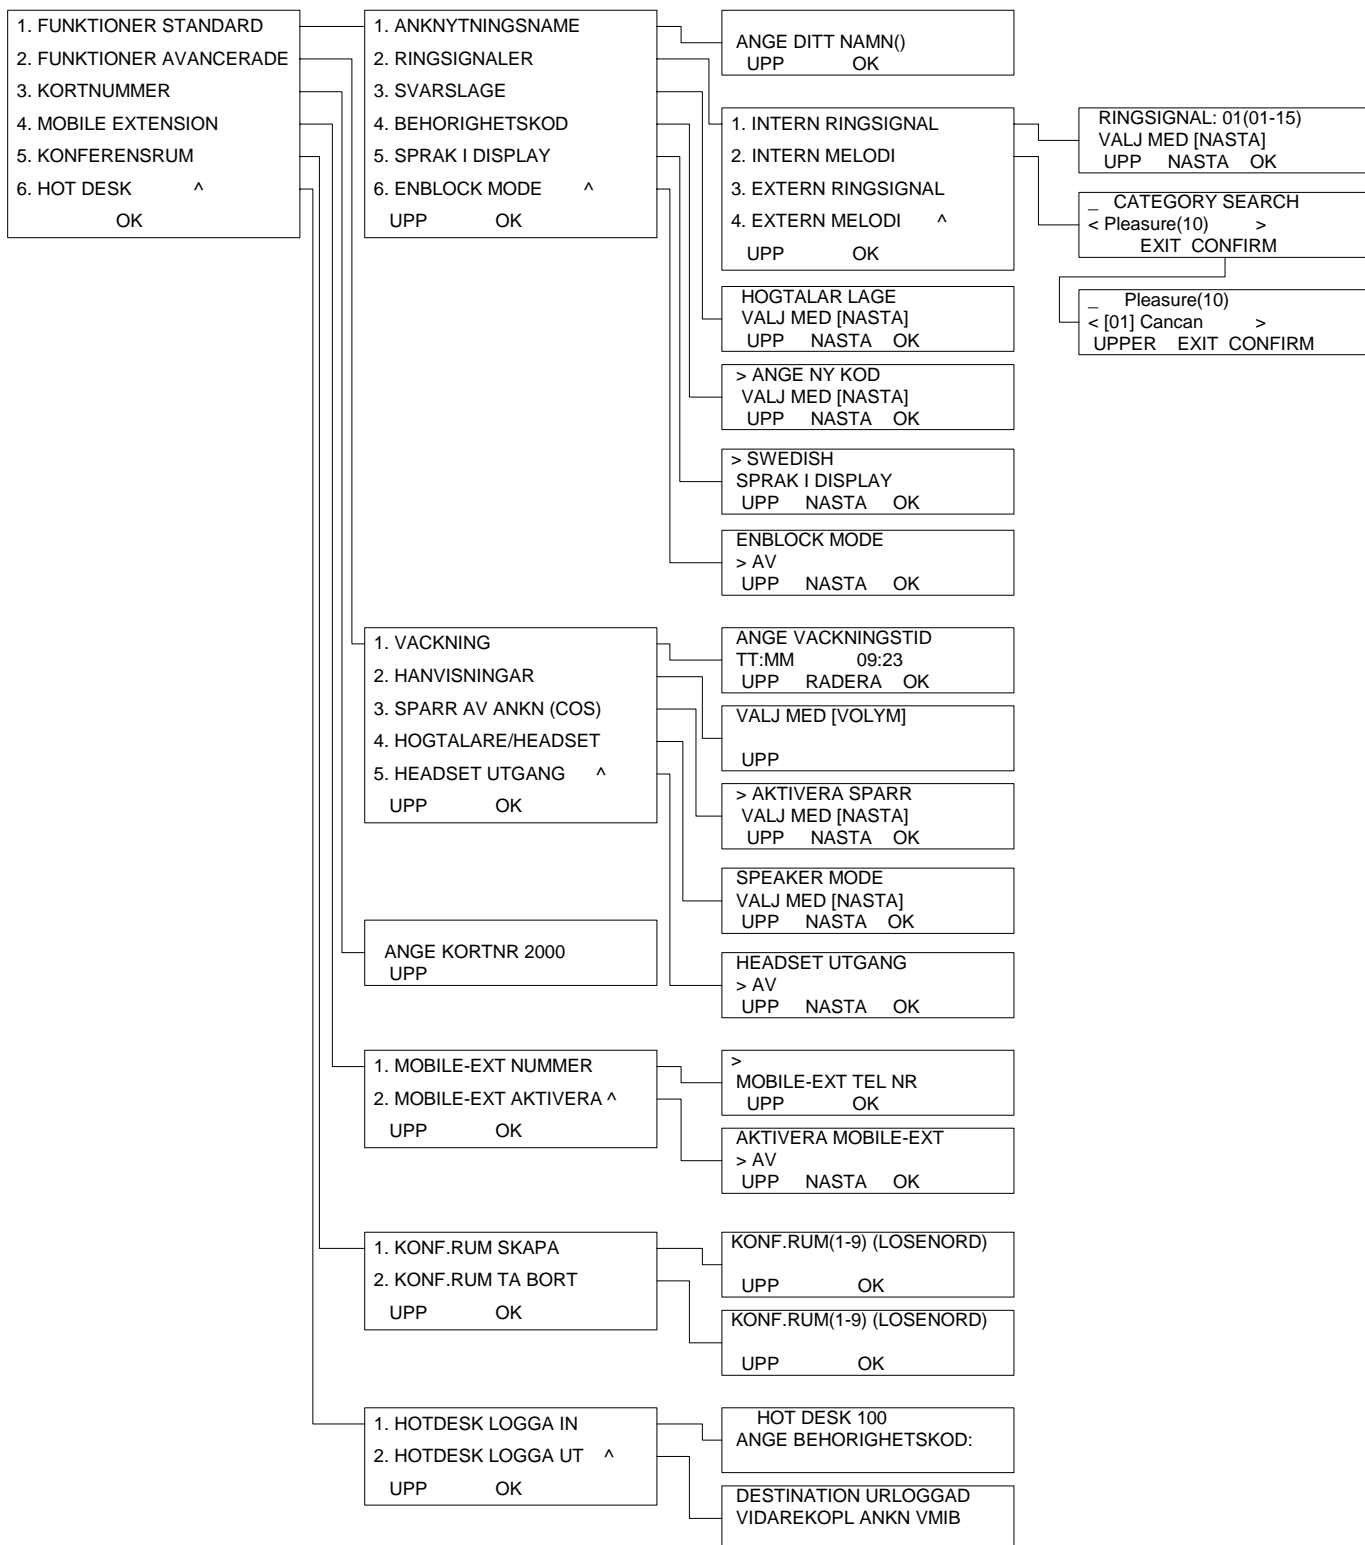 1. FUNKTIONER STANDARD
2. FUNKTIONER AVANCERADE
3. KORTNUMMER
4. MOBILE EXTENSION
5. KONFERENSRUM
6. HOT DESK ^
OK
1. ANKNYTNINGSNAME
2. RINGSIGNALER
3. SVARSLAGE
4. BEHORIGHETSKOD
5. SPRAK I DISPLAY
6. ENBLOCK MODE ^
UPP OK
ANGE DITT NAMN()
UPP OK
1. INTERN RINGSIGNAL
2. INTERN MELODI
3. EXTERN RINGSIGNAL
4. EXTERN MELODI ^
UPP OK
RINGSIGNAL: 01(01-15)
VALJ MED [NASTA]
UPP NASTA OK
_ CATEGORY SEARCH
< Pleasure(10) >
EXIT CONFIRM
_ Pleasure(10)
< [01] Cancan >
UPPER EXIT CONFIRM
HOGTALAR LAGE
VALJ MED [NASTA]
UPP NASTA OK
> ANGE NY KOD
VALJ MED [NASTA]
UPP NASTA OK
> SWEDISH
SPRAK I DISPLAY
UPP NASTA OK
ENBLOCK MODE
> AV
UPP NASTA OK
1. VACKNING
2. HANVISNINGAR
3. SPARR AV ANKN (COS)
4. HOGTALARE/HEADSET
5. HEADSET UTGANG ^
UPP OK
ANGE VACKNINGSTID
TT:MM 09:23
UPP RADERA OK
VALJ MED [VOLYM]
UPP
> AKTIVERA SPARR
VALJ MED [NASTA]
UPP NASTA OK
SPEAKER MODE
VALJ MED [NASTA]
UPP NASTA OK
HEADSET UTGANG
> AV
UPP NASTA OK
ANGE KORTNR 2000
UPP
1. MOBILE-EXT NUMMER
2. MOBILE-EXT AKTIVERA ^
UPP OK
>
MOBILE-EXT TEL NR
UPP OK
AKTIVERA MOBILE-EXT
> AV
UPP NASTA OK
1. KONF.RUM SKAPA
2. KONF.RUM TA BORT
UPP OK
KONF.RUM(1-9) (LOSENORD)
UPP OK
KONF.RUM(1-9) (LOSENORD)
UPP OK
1. HOTDESK LOGGA IN
2. HOTDESK LOGGA UT ^
UPP OK
HOT DESK 100
ANGE BEHORIGHETSKOD:
DESTINATION URLOGGAD
VIDAREKOPL ANKN VMIB